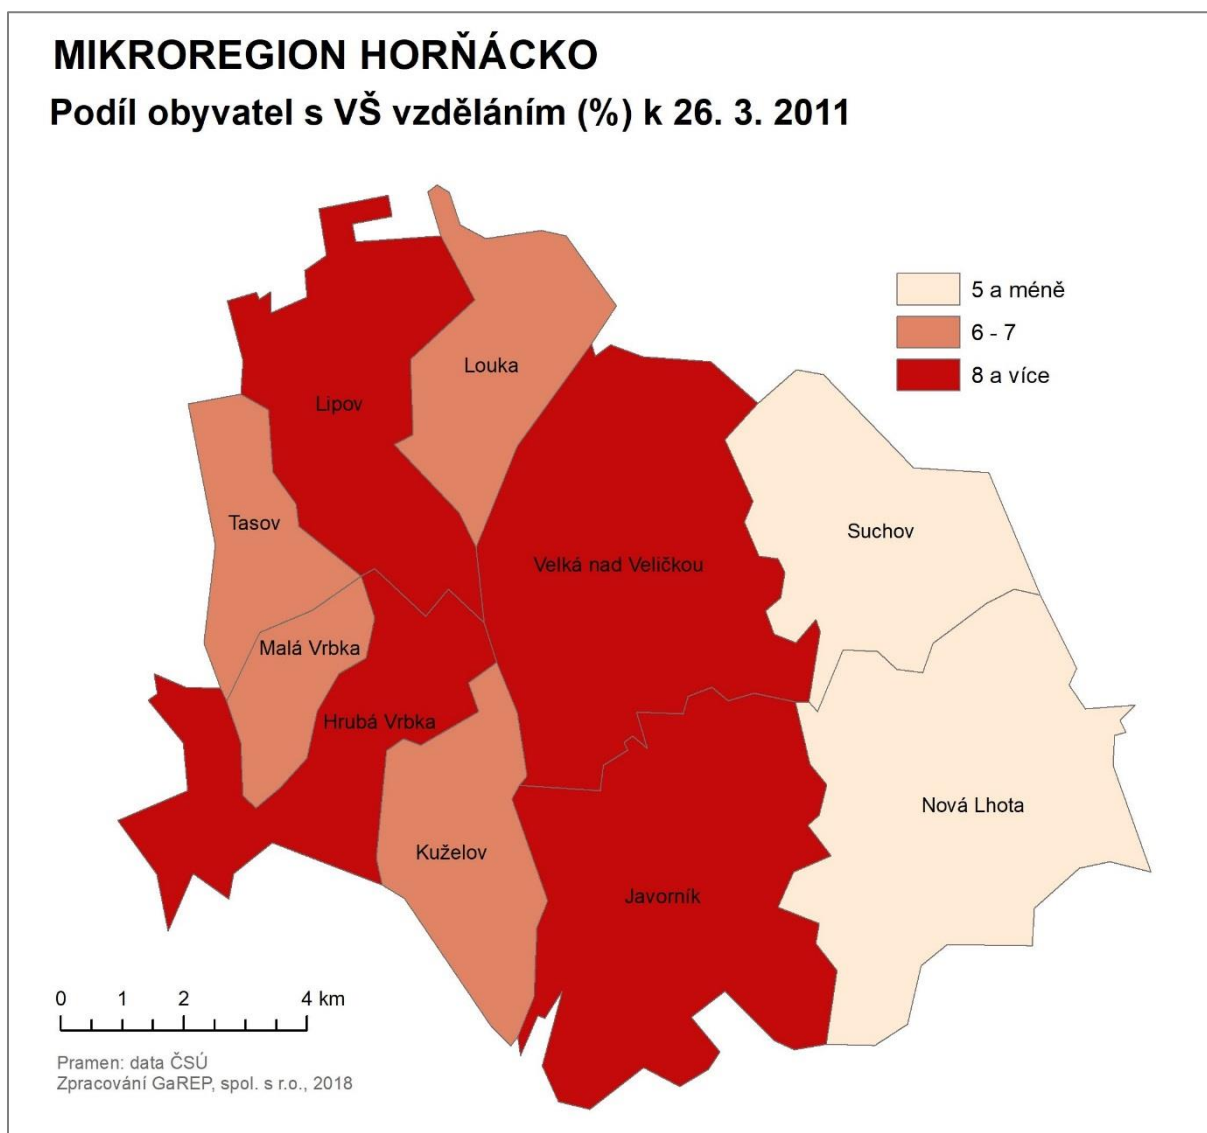 MIKROREGION HORŇÁCKO
Podíl obyvatel s VŠ vzděláním (%) k 26. 3. 2011
5 a méně
6 - 7
8 a více
Louka
Lipov
Tasov
Suchov
Velká nad Veličkou
Malá Vrbka
Hrubá Vrbka
Nová Lhota
Kuželov
Javorník
0 1 2 4 km
Pramen: data ČSÚ
Zpracování GaREP, spol. s r.o., 2018